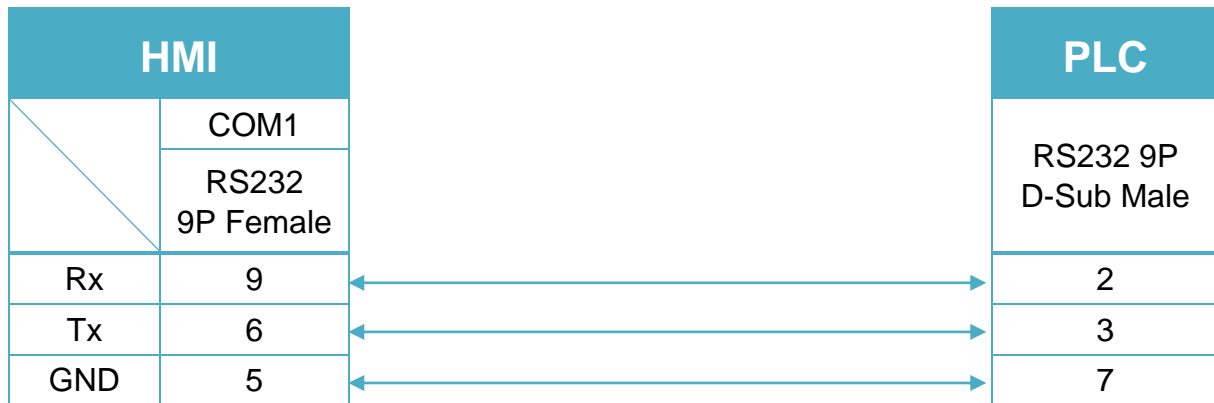 HMI
PLC
COM1
RS232
9P Female
RS232 9P
D-Sub Male
Rx 9 2
Tx 6 3
GND 5 7